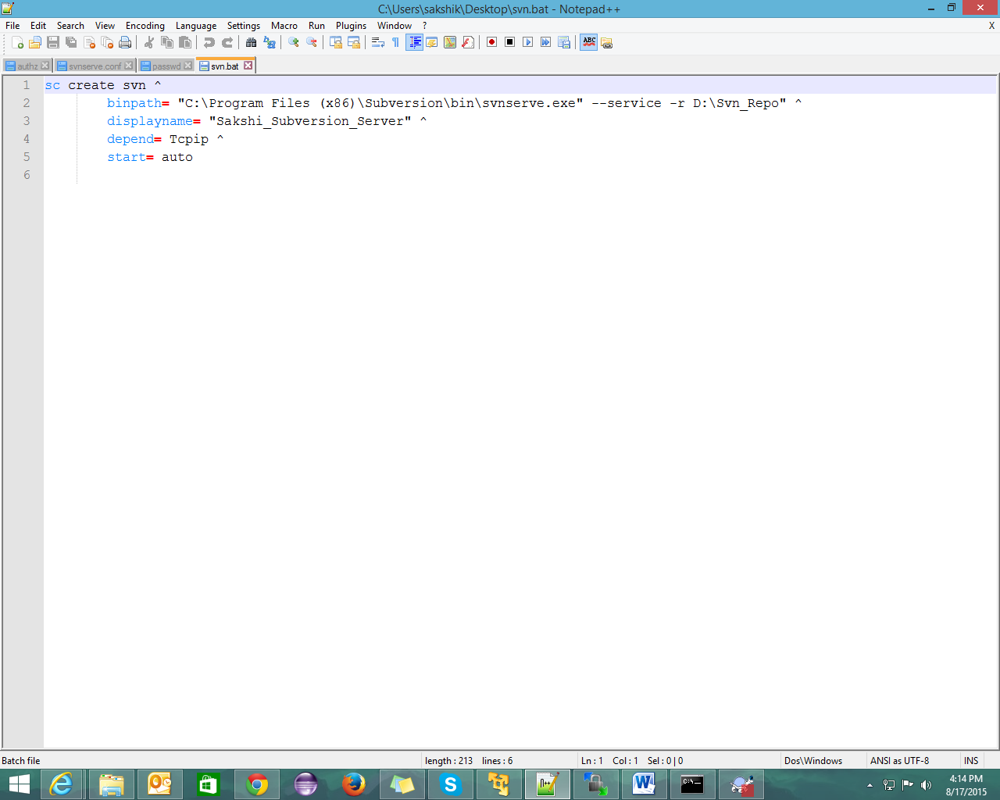 C:\Users\sakshik\Desktop\svn.bat - Notepad++
File Edit Search View Encoding Language Settings Macro Run Plugins Window ? X
authz svnserve.conf passwd svn.bat
1 sc create svn ^
2 binpath= "C:\Program Files (x86)\Subversion\bin\svnserve.exe" --service -r D:\Svn_Repo" ^
3 displayname= "Sakshi_Subversion_Server" ^
4 depend= Tcpip ^
5 start= auto
6
Batch file length : 213 lines : 6 Ln : 1 Col : 1 Sel : 0 | 0 Dos\Windows ANSI as UTF-8 INS
4:14 PM
8/17/2015